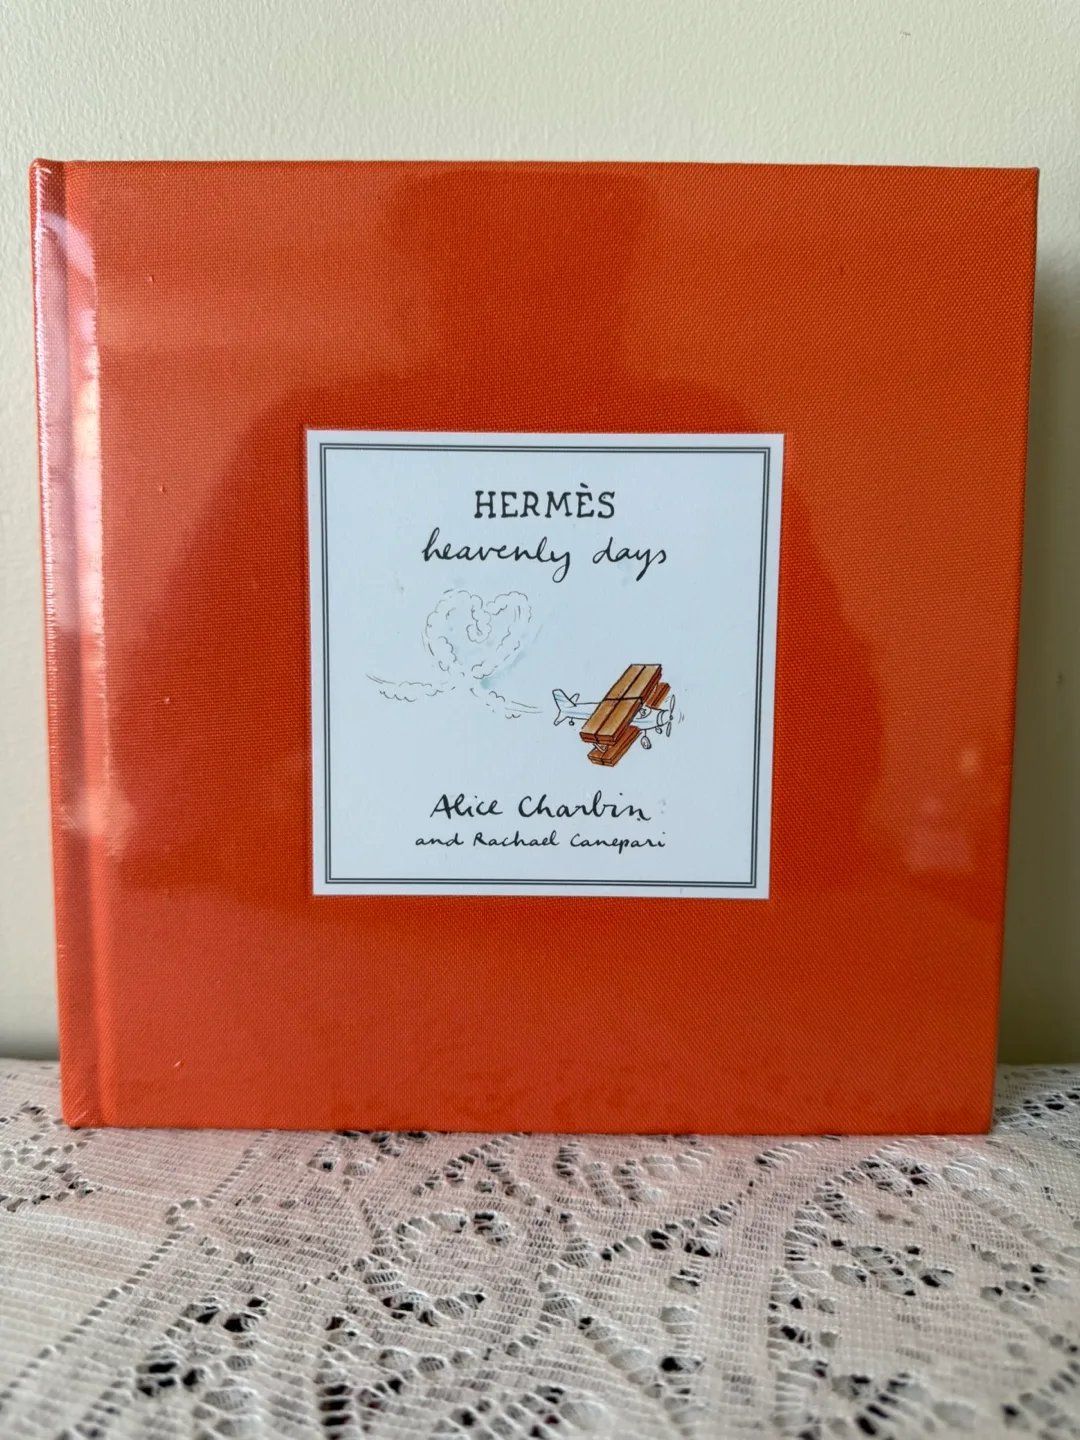 HERMÈS
heavenly days
Alice Charbin
and Rachael Canepari